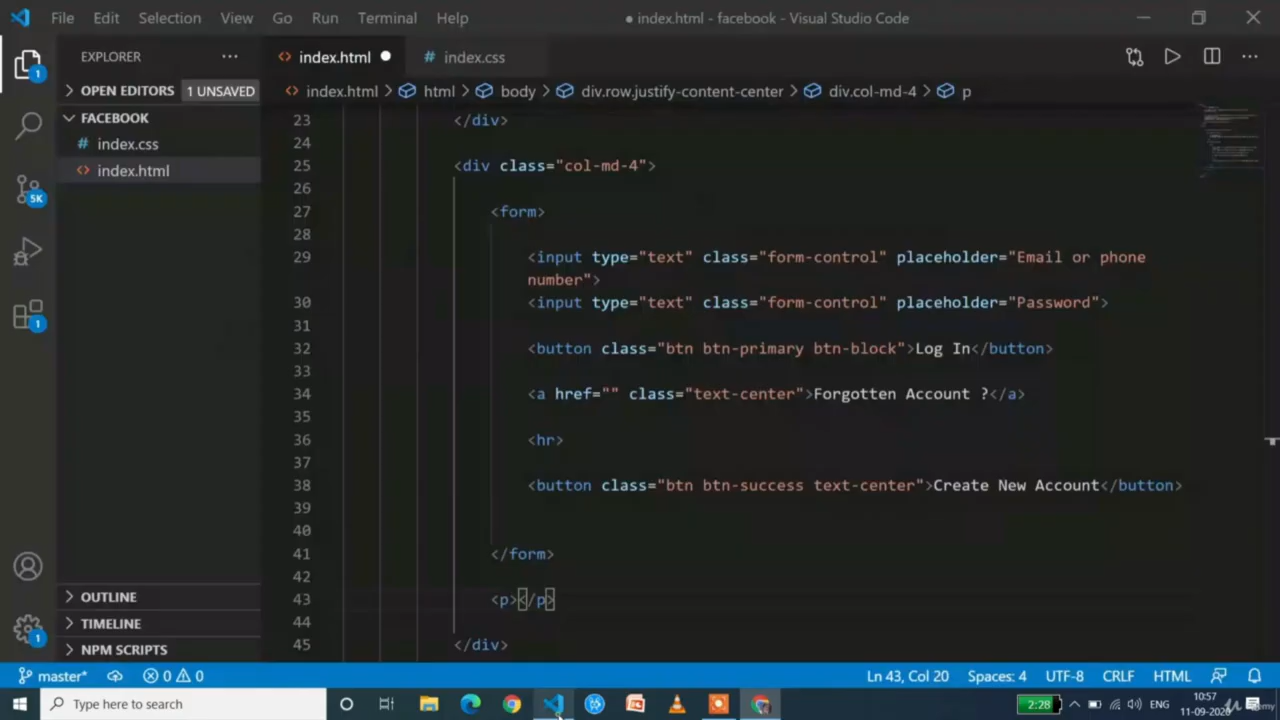 File Edit Selection View Go Run Terminal Help
● index.html - facebook - Visual Studio Code
EXPLORER
index.html ●
# index.css
OPEN EDITORS 1 UNSAVED
index.html > html > body > div.row.justify-content-center > div.col-md-4 > p
FACEBOOK
# index.css
index.html
1
5K
1
1
23 </div>
24
25 <div class="col-md-4">
26
27 <form>
28
29 <input type="text" class="form-control" placeholder="Email or phone
number">
30 <input type="text" class="form-control" placeholder="Password">
31
32 <button class="btn btn-primary btn-block">Log In</button>
33
34 <a href="" class="text-center">Forgotten Account ?</a>
35
36 <hr>
37
38 <button class="btn btn-success text-center">Create New Account</button>
39
40
41 </form>
42
43 <p></p>
44
45 </div>
OUTLINE
TIMELINE
NPM SCRIPTS
master* 0 0 Ln 43, Col 20 Spaces: 4 UTF-8 CRLF HTML
Type here to search
2:28
ENG
10:57
11-09-2020